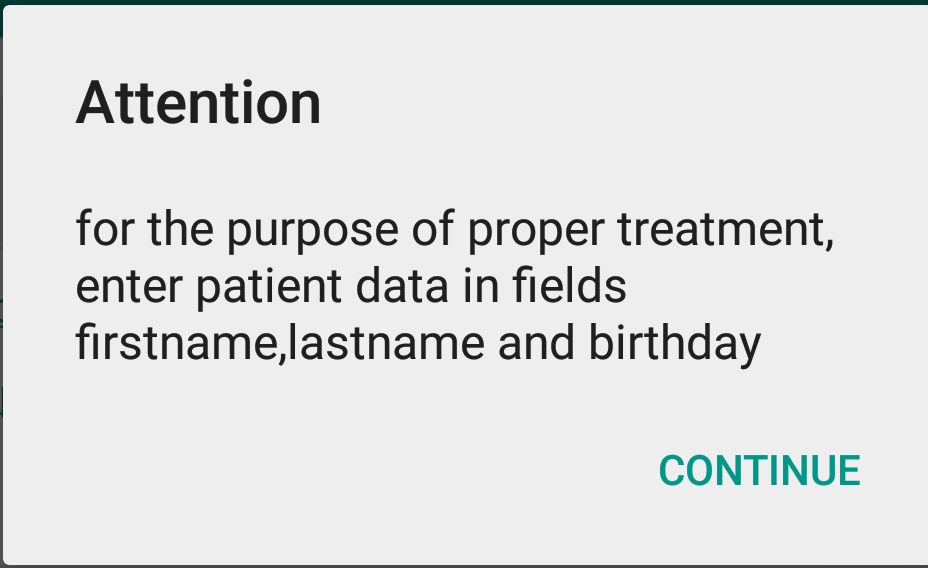 Attention
for the purpose of proper treatment,
enter patient data in fields
firstname,lastname and birthday
CONTINUE